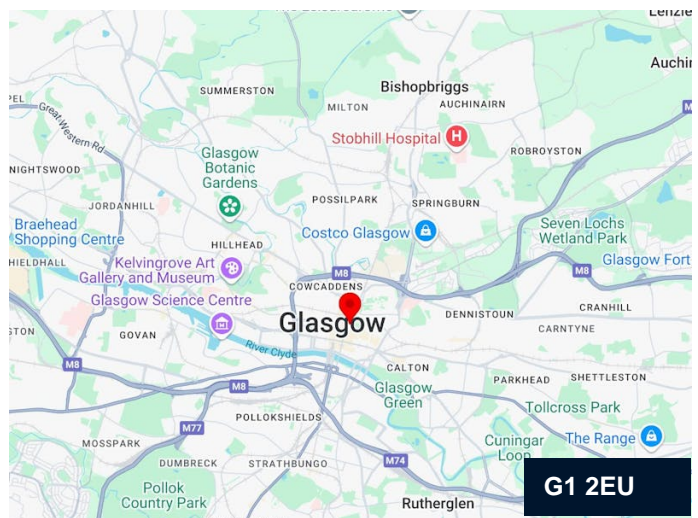 Lenzie
Auchir
SUMMERSTON
Bishopbriggs
MILTON
AUCHINAIRN
Great-Western Rd
PEL
M
Stobhill Hospital
H
ROBROYSTON
Glasgow
Botanic
Gardens
NIGHTSWOOD
JORDANHILL
POSSILPARK
SPRINGBURN
Braehead
Shopping Centre
Seven Lochs
Wetland Park
Costco Glasgow
HILLHEAD
HIELDHALL
Kelvingrove Art
Gallery and Museum
M8
M8
Glasgow Fort
COWCADDENS
Glasgow Science Centre
CRANHILL
DENNISTOUN
Glasgow
GTON
GOVAN
CARNTYNE
River Clyde
M8
CALTON
M8
PARKHEAD
SHETTLESTON
Glasgow
Green
Tollcross Park
POLLOKSHIELDS
M77
MOSSPARK
Cuningar
Loop
The Range
DUMBRECK
STRATHBUNGO
M74
Pollok
Country Park
G1 2EU
Rutherglen